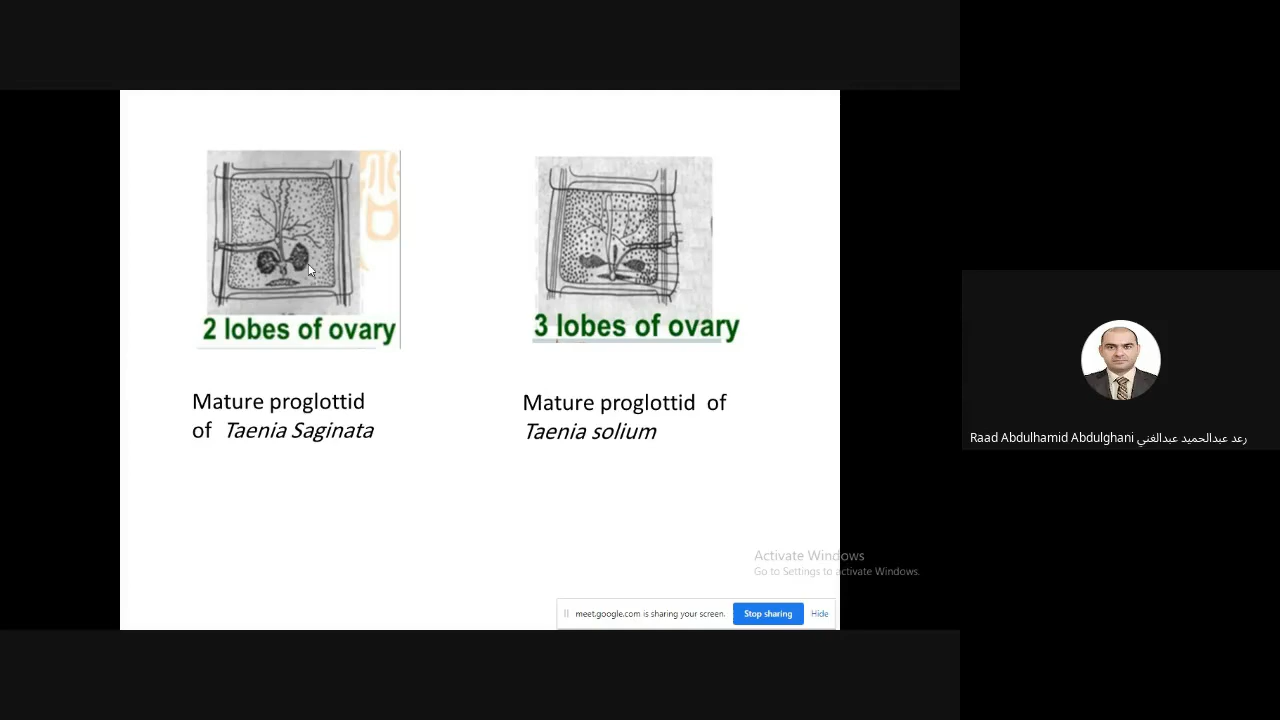 2 lobes of ovary
3 lobes of ovary
Mature proglottid
of Taenia Saginata
Mature proglottid of
Taenia solium
Raad Abdulhamid Abdulghani رعد عبدالحميد عبدالغني
Activate Windows
Go to Settings to activate Windows.
meet.google.com is sharing your screen.
Stop sharing
Hide